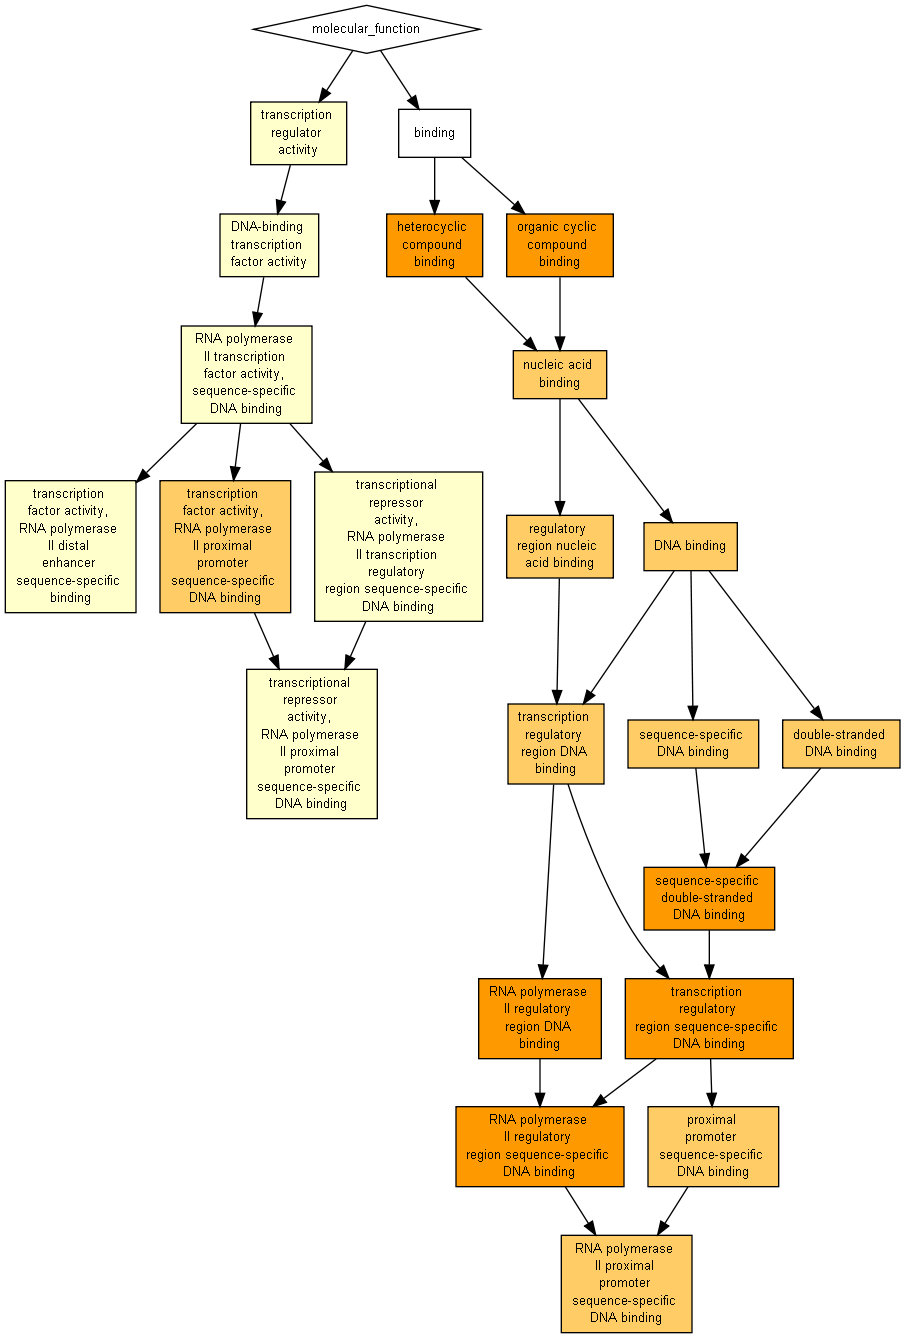 molecular_function
transcription
regulator
activity
binding
DNA-binding
transcription
factor activity
heterocyclic
compound
binding
organic cyclic
compound
binding
RNA polymerase
II transcription
factor activity,
sequence-specific
DNA binding
nucleic acid
binding
transcription
factor activity,
RNA polymerase
II distal
enhancer
sequence-specific
binding
transcription
factor activity,
RNA polymerase
II proximal
promoter
sequence-specific
DNA binding
transcriptional
repressor
activity,
RNA polymerase
II transcription
regulatory
region sequence-specific
DNA binding
regulatory
region nucleic
acid binding
DNA binding
transcriptional
repressor
activity,
RNA polymerase
II proximal
promoter
sequence-specific
DNA binding
transcription
regulatory
region DNA
binding
sequence-specific
DNA binding
double-stranded
DNA binding
sequence-specific
double-stranded
DNA binding
RNA polymerase
II regulatory
region DNA
binding
transcription
regulatory
region sequence-specific
DNA binding
RNA polymerase
II regulatory
region sequence-specific
DNA binding
proximal
promoter
sequence-specific
DNA binding
RNA polymerase
II proximal
promoter
sequence-specific
DNA binding